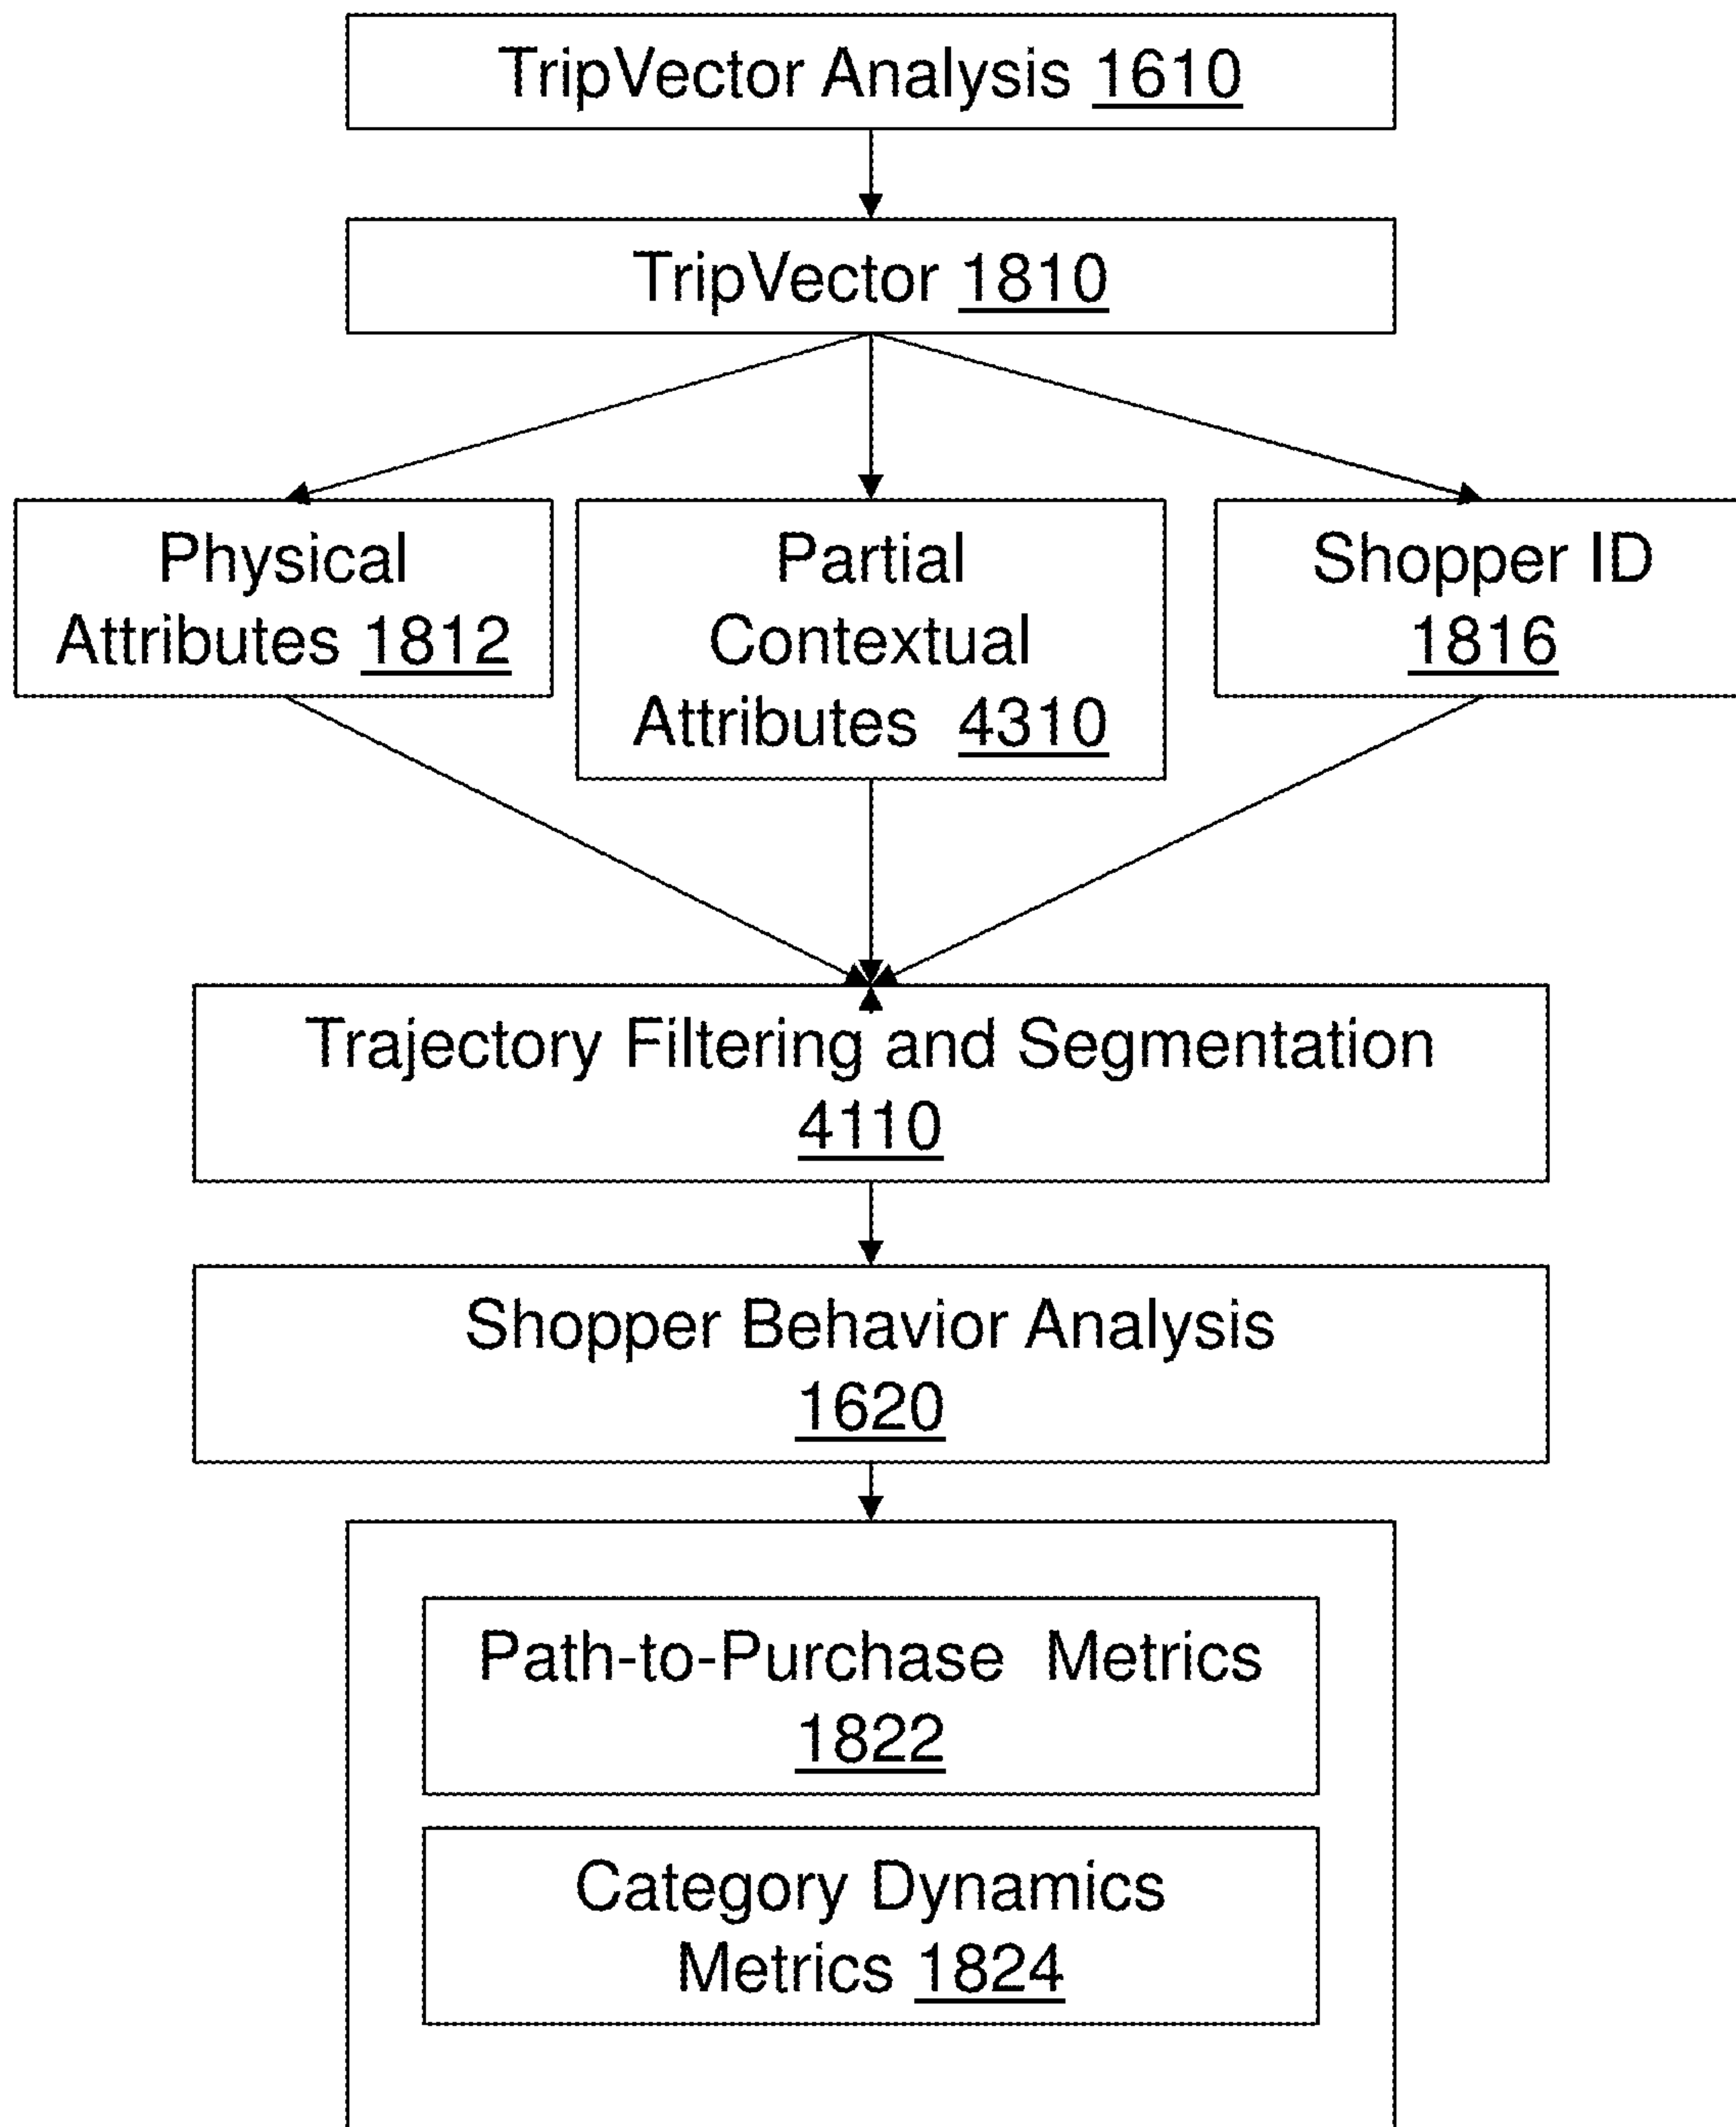 TripVector Analysis 1610
TripVector 1810
Physical
Attributes 1812
Partial
Contextual
Attributes 4310
Shopper ID
1816
Trajectory Filtering and Segmentation
4110
Shopper Behavior Analysis
1620
Path-to-Purchase Metrics
1822
Category Dynamics
Metrics 1824